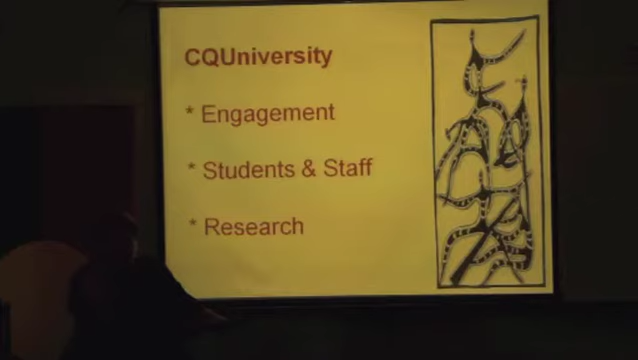 CQUniversity
* Engagement
* Students & Staff
* Research